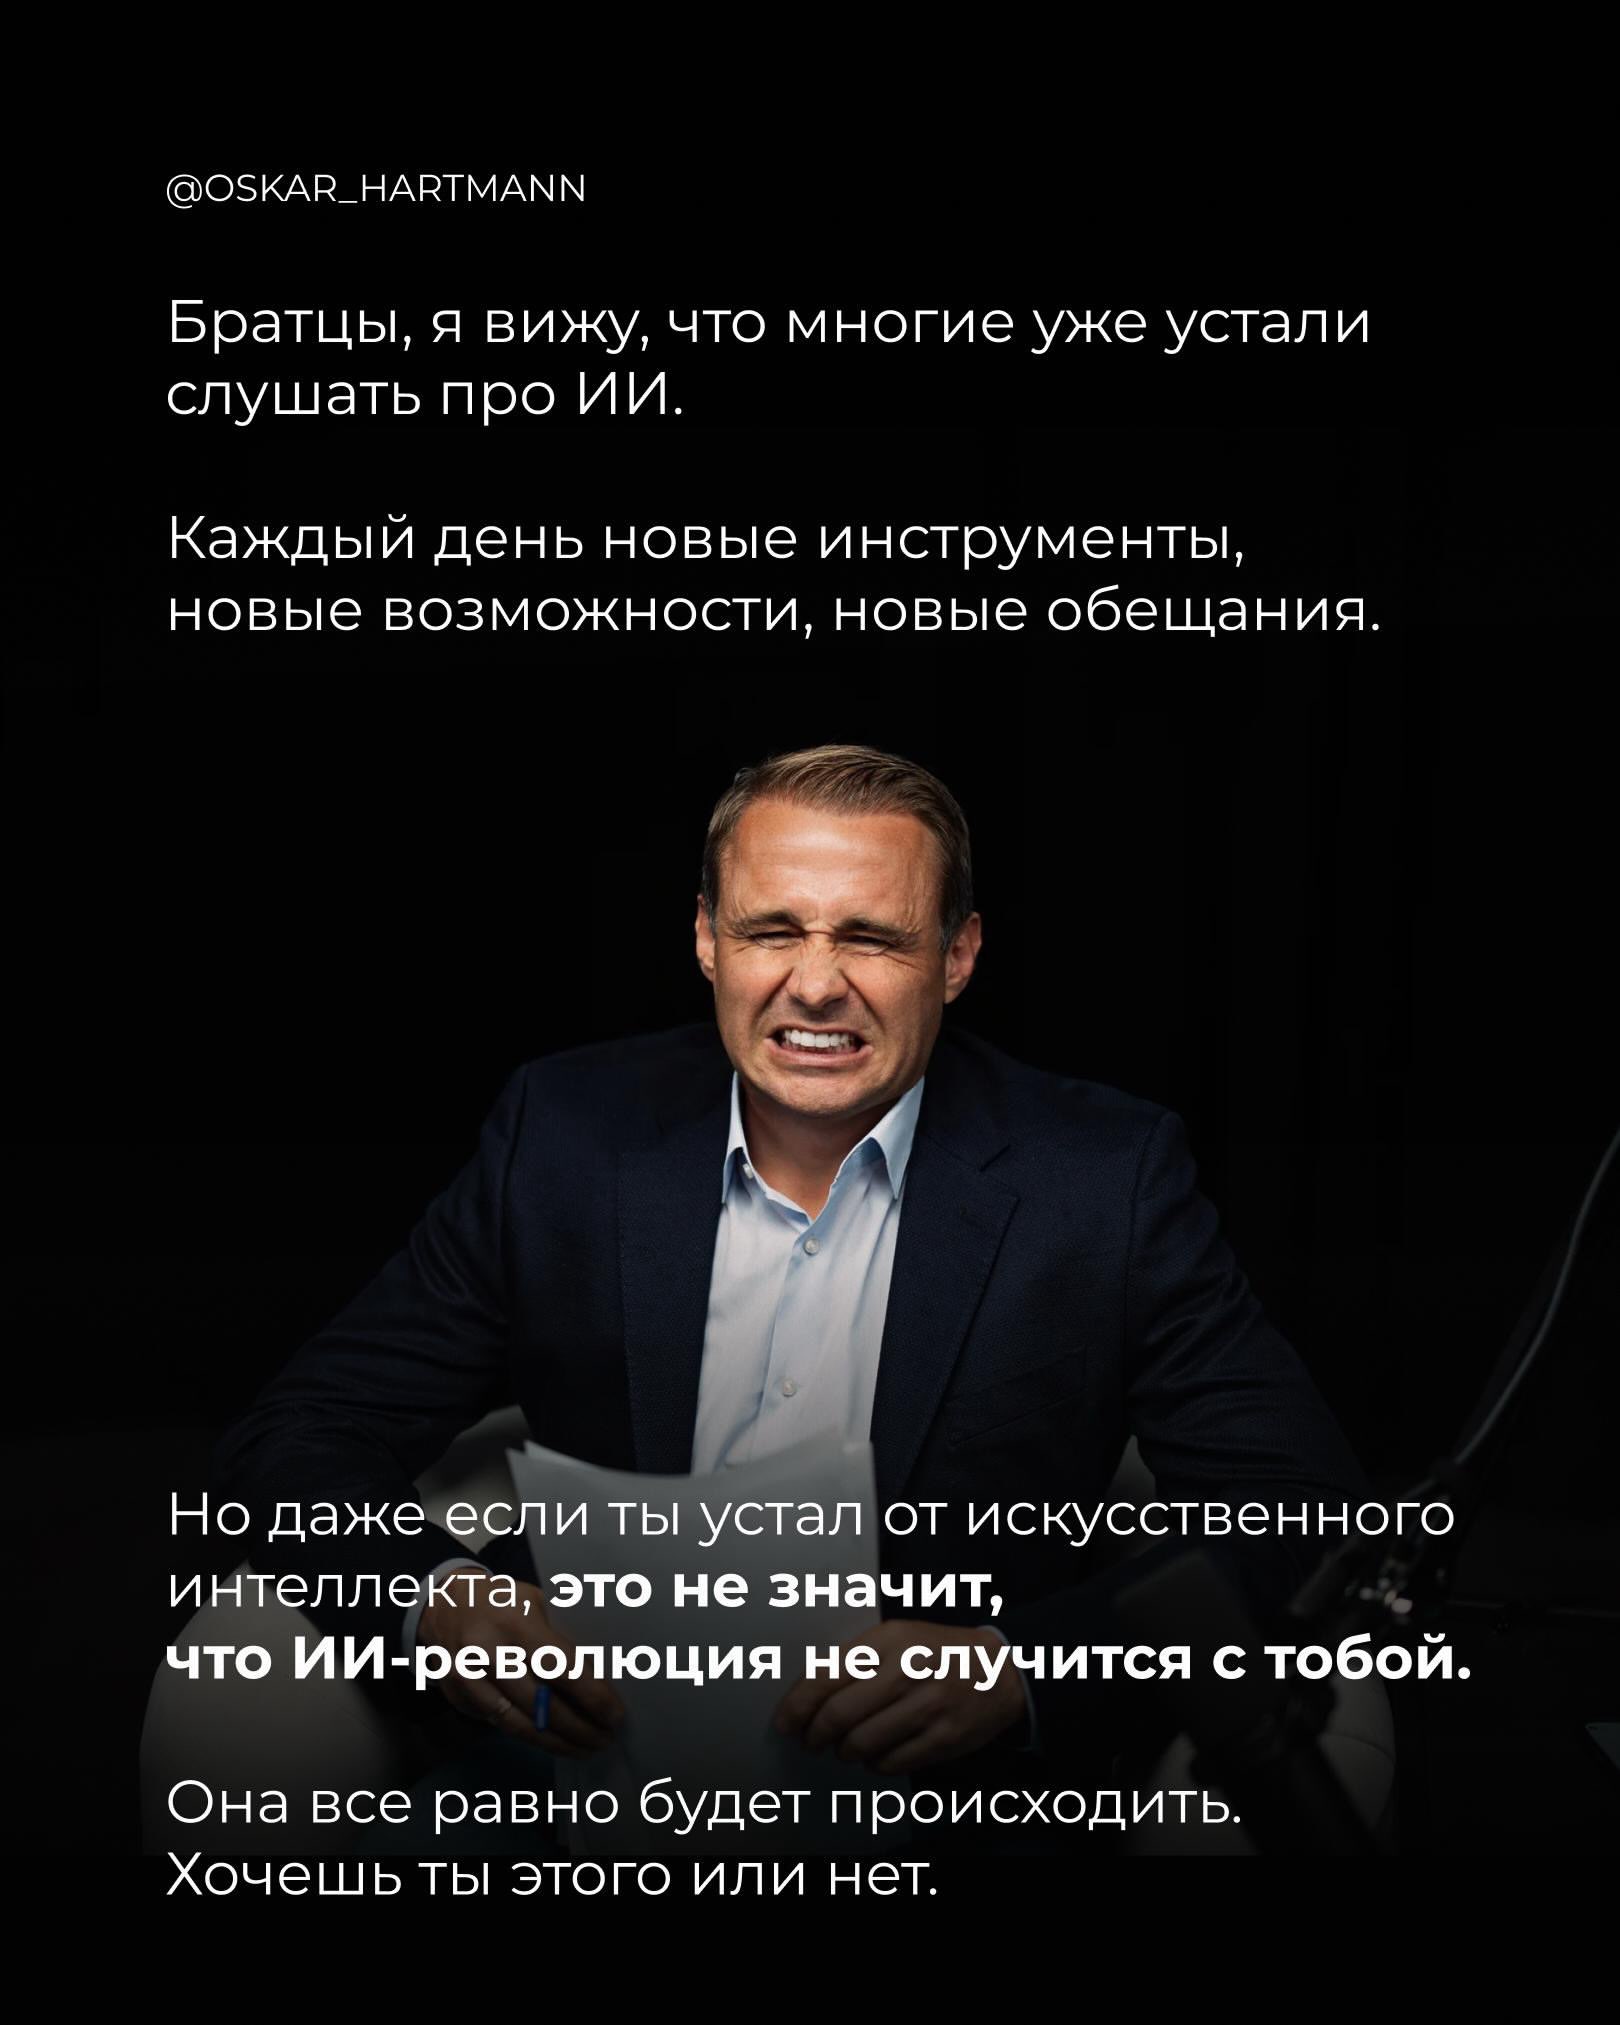 @OSKAR_HARTMANN
Братцы, я вижу, что многие уже устали
слушать про ИИ.
Каждый день новые инструменты,
новые возможности, новые обещания.
Но даже если ты устал от искусственного
интеллекта, это не значит,
что ИИ-революция не случится с тобой.
Она все равно будет происходить.
Хочешь ты этого или нет.